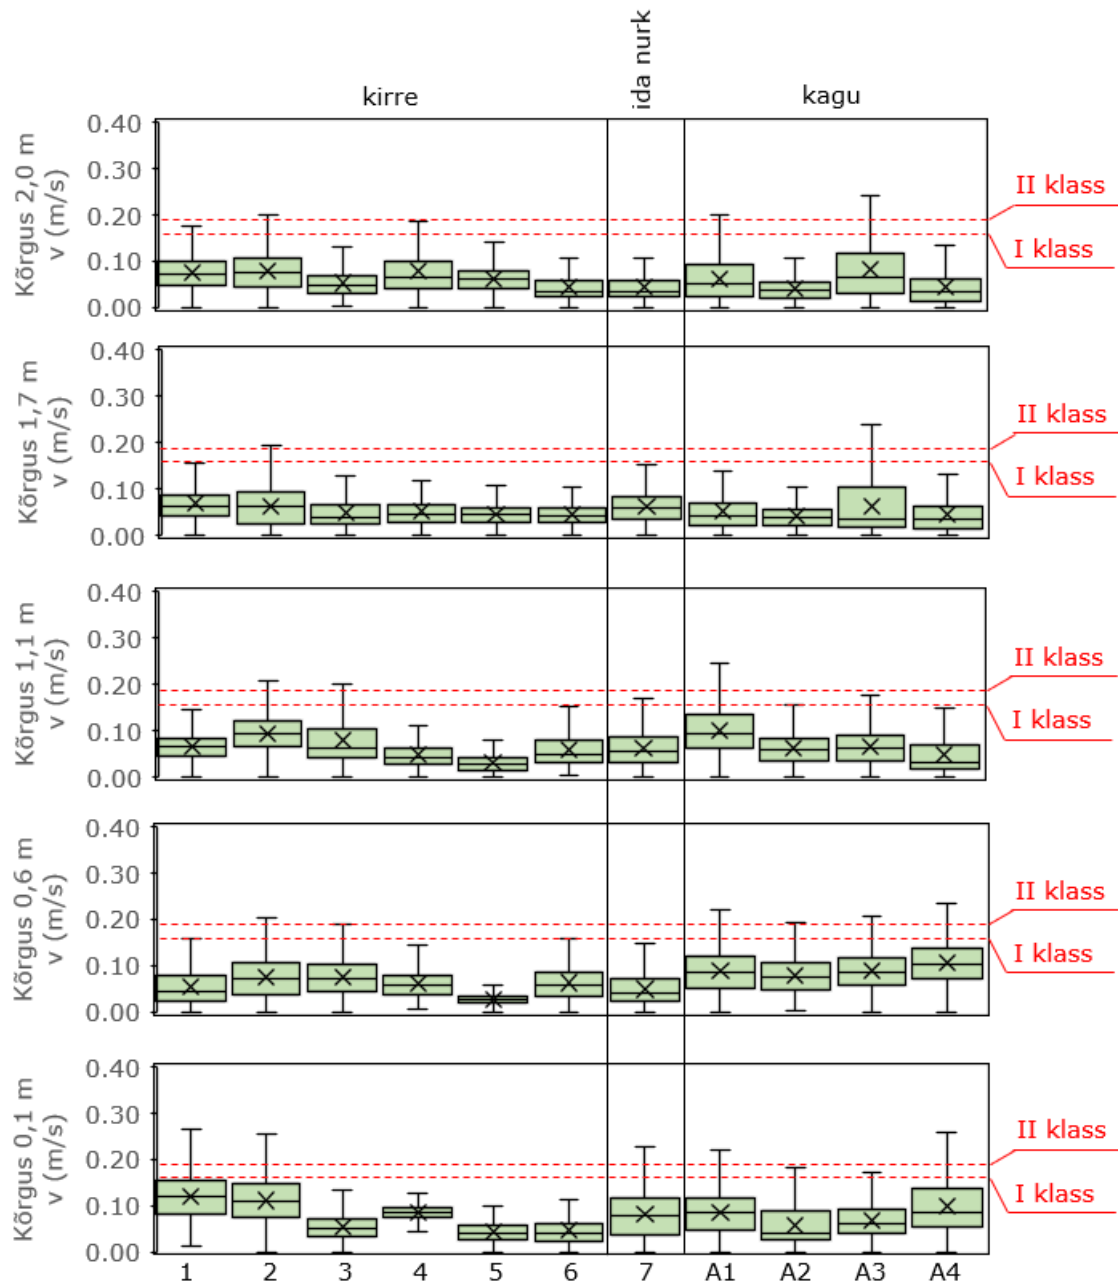 kirre
ida nurk
kagu
Kõrgus 2,0 m
v (m/s)
0.40
0.30
0.20
0.10
0.00
II klass
I klass
Kõrgus 1,7 m
v (m/s)
0.40
0.30
0.20
0.10
0.00
II klass
I klass
Kõrgus 1,1 m
v (m/s)
0.40
0.30
0.20
0.10
0.00
II klass
I klass
Kõrgus 0,6 m
v (m/s)
0.40
0.30
0.20
0.10
0.00
II klass
I klass
Kõrgus 0,1 m
v (m/s)
0.40
0.30
0.20
0.10
0.00
II klass
I klass
1 2 3 4 5 6 7 A1 A2 A3 A4